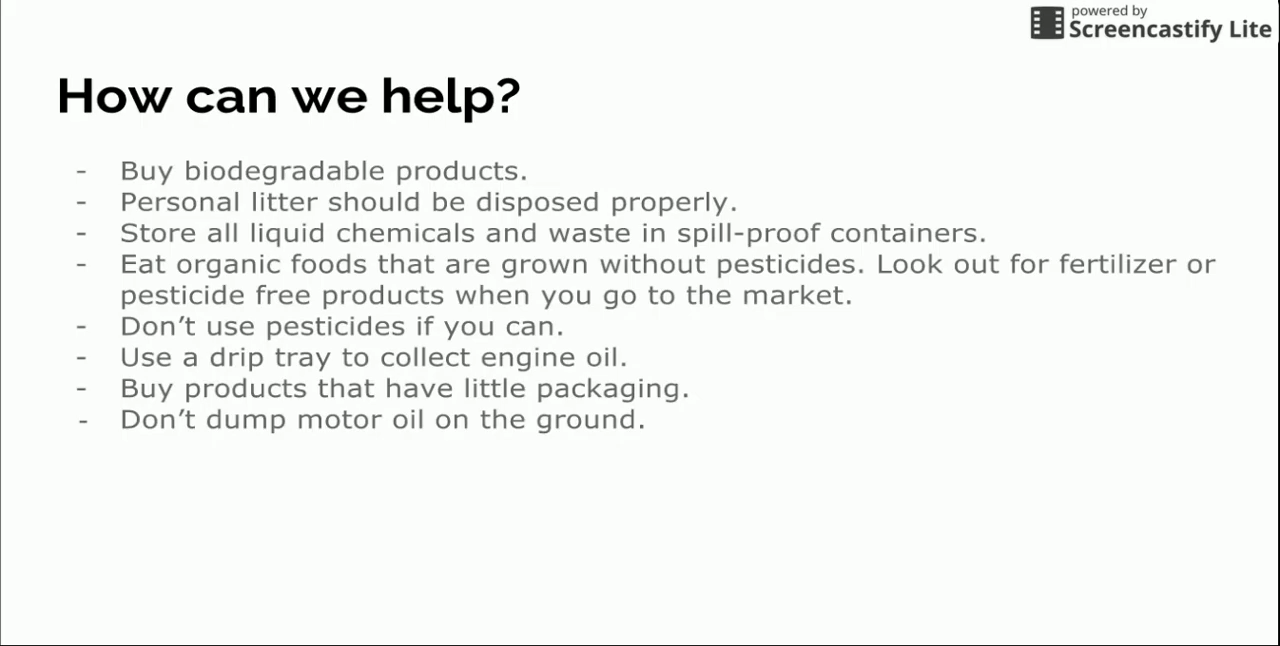 powered by
Screencastify Lite
How can we help?
- Buy biodegradable products.
- Personal litter should be disposed properly.
- Store all liquid chemicals and waste in spill-proof containers.
- Eat organic foods that are grown without pesticides. Look out for fertilizer or
pesticide free products when you go to the market.
- Don’t use pesticides if you can.
- Use a drip tray to collect engine oil.
- Buy products that have little packaging.
- Don’t dump motor oil on the ground.